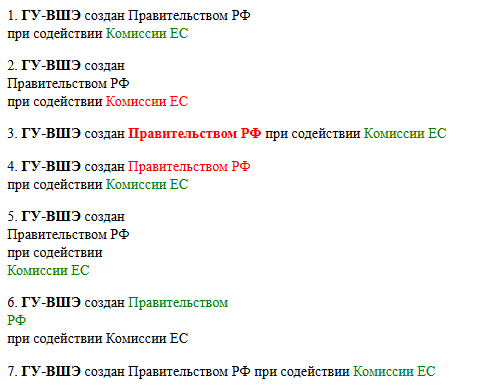 1. ГУ-ВШЭ создан Правительством РФ
при содействии Комиссии ЕС
2. ГУ-ВШЭ создан
Правительством РФ
при содействии Комиссии ЕС
3. ГУ-ВШЭ создан Правительством РФ при содействии Комиссии ЕС
4. ГУ-ВШЭ создан Правительством РФ
при содействии Комиссии ЕС
5. ГУ-ВШЭ создан
Правительством РФ
при содействии
Комиссии ЕС
6. ГУ-ВШЭ создан Правительством
РФ
при содействии Комиссии ЕС
7. ГУ-ВШЭ создан Правительством РФ при содействии Комиссии ЕС